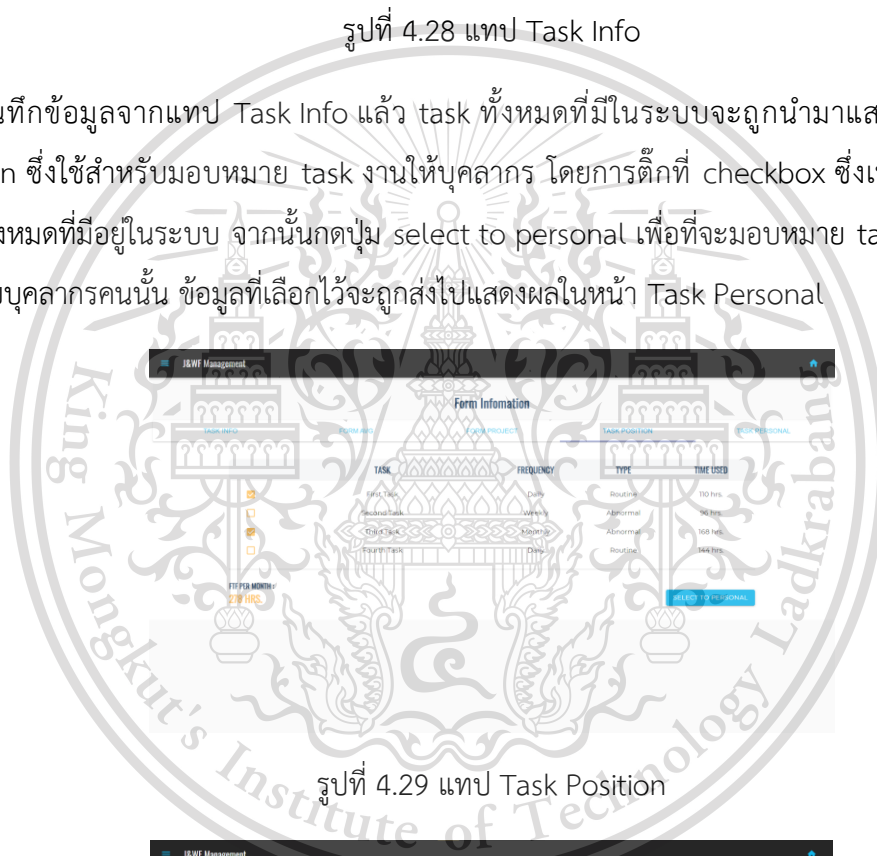 รูปที่ 4.28 แทป Task Info
นทึกข้อมูลจากแทป Task Info แล้ว task ทั้งหมดที่มีในระบบจะถูกนำมาแส
n ซึ่งใช้สำหรับมอบหมาย task งานให้บุคลากร โดยการติ๊กที่ checkbox ซึ่งเ
งหมดที่มีอยู่ในระบบ จากนั้นกดปุ่ม select to personal เพื่อที่จะมอบหมาย ta
บุคลากรคนนั้น ข้อมูลที่เลือกไว้จะถูกส่งไปแสดงผลในหน้า Task Personal
J&WF Management
Form Infomation
TASK INFO FORM AVG FORM PROJECT TASK POSITION TASK PERSONAL
TASK FREQUENCY TYPE TIME USED
First Task Daily Routine 110 hrs.
Second Task Weekly Abnormal 96 hrs.
Third Task Monthly Abnormal 168 hrs.
Fourth Task Daily Routine 144 hrs.
FTF PER MONTH :
278 HRS.
SELECT TO PERSONAL
King Mongkut's Institute of Technology Ladkrabang
รูปที่ 4.29 แทป Task Position
J&WF Management